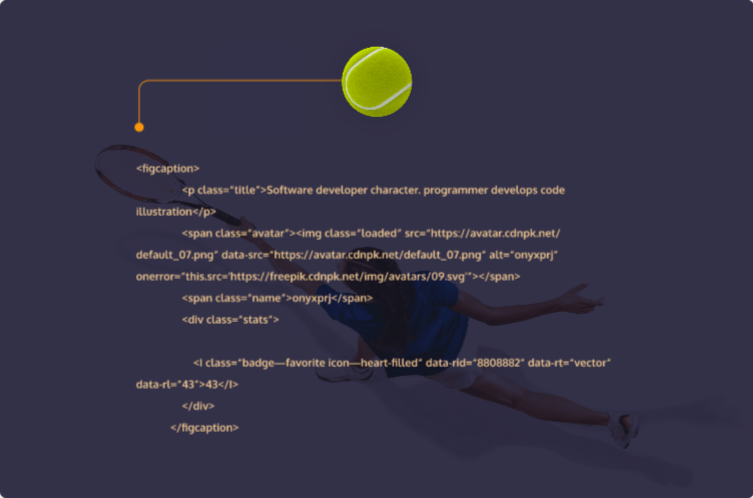 <figcaption>
<p class="title">Software developer character. programmer develops code
illustration</p>
<span class="avatar"><img class="loaded" src="https://avatar.cdnpk.net/
default_07.png" data-src="https://avatar.cdnpk.net/default_07.png" alt="onyxprj"
onerror="this.src='https://freepik.cdnpk.net/img/avatars/09.svg'"></span>
<span class="name">onyxprj</span>
<div class="stats">
<I class="badge—favorite icon—heart-filled" data-rid="8808882" data-rt="vector"
data-rl="43">43</I>
</div>
</figcaption>